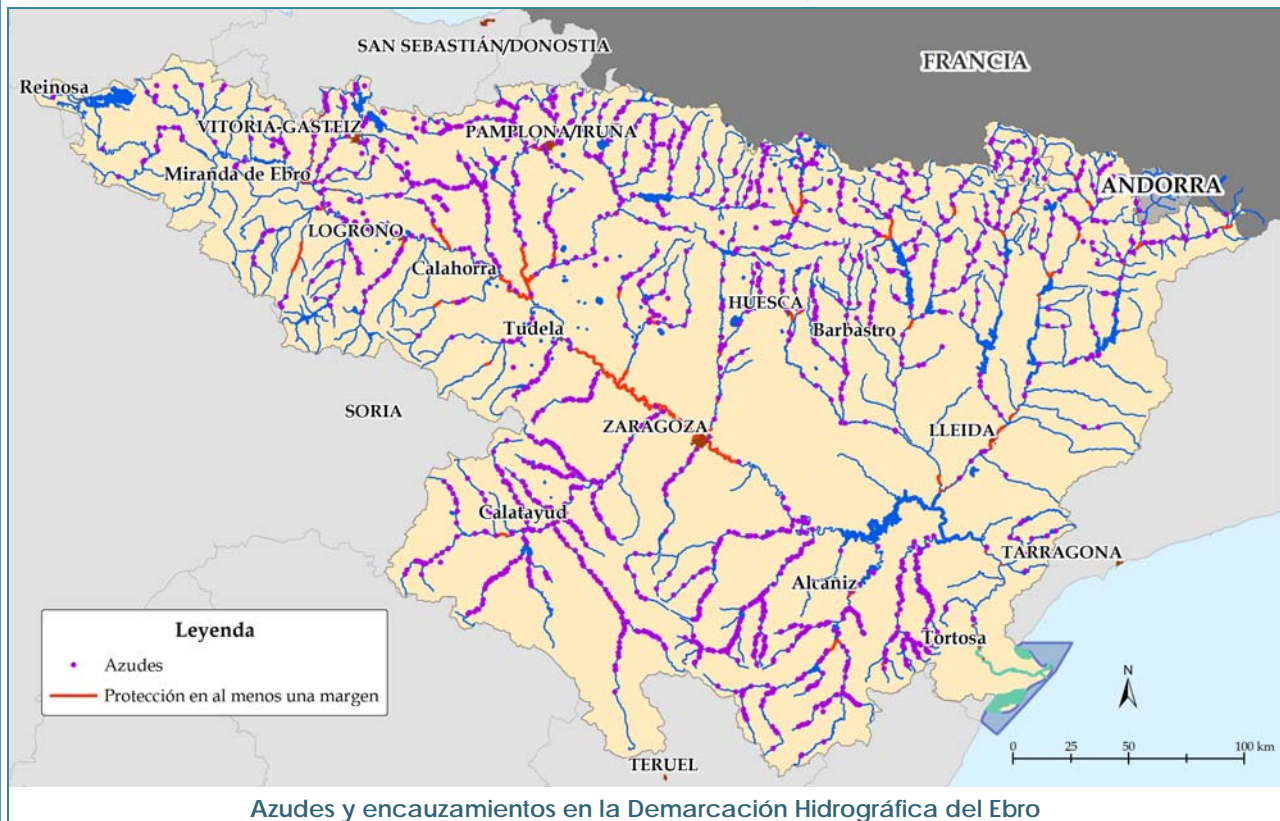 SAN SEBASTIÁN/DONOSTIA
FRANCIA
Reinosa
VITORIA-GASTEIZ
PAMPLONA/IRUNA
Miranda de Ebro
ANDORRA
LOGROÑO
Calahorra
HUESCA
Tudela
Barbastro
SORIA
ZARAGOZA
LLEIDA
Calatayud
TARRAGONA
Alcañiz
Leyenda
Azudes
Protección en al menos una margen
Tortosa
N
0 25 50 100 km
TERUEL
Azudes y encauzamientos en la Demarcación Hidrográfica del Ebro